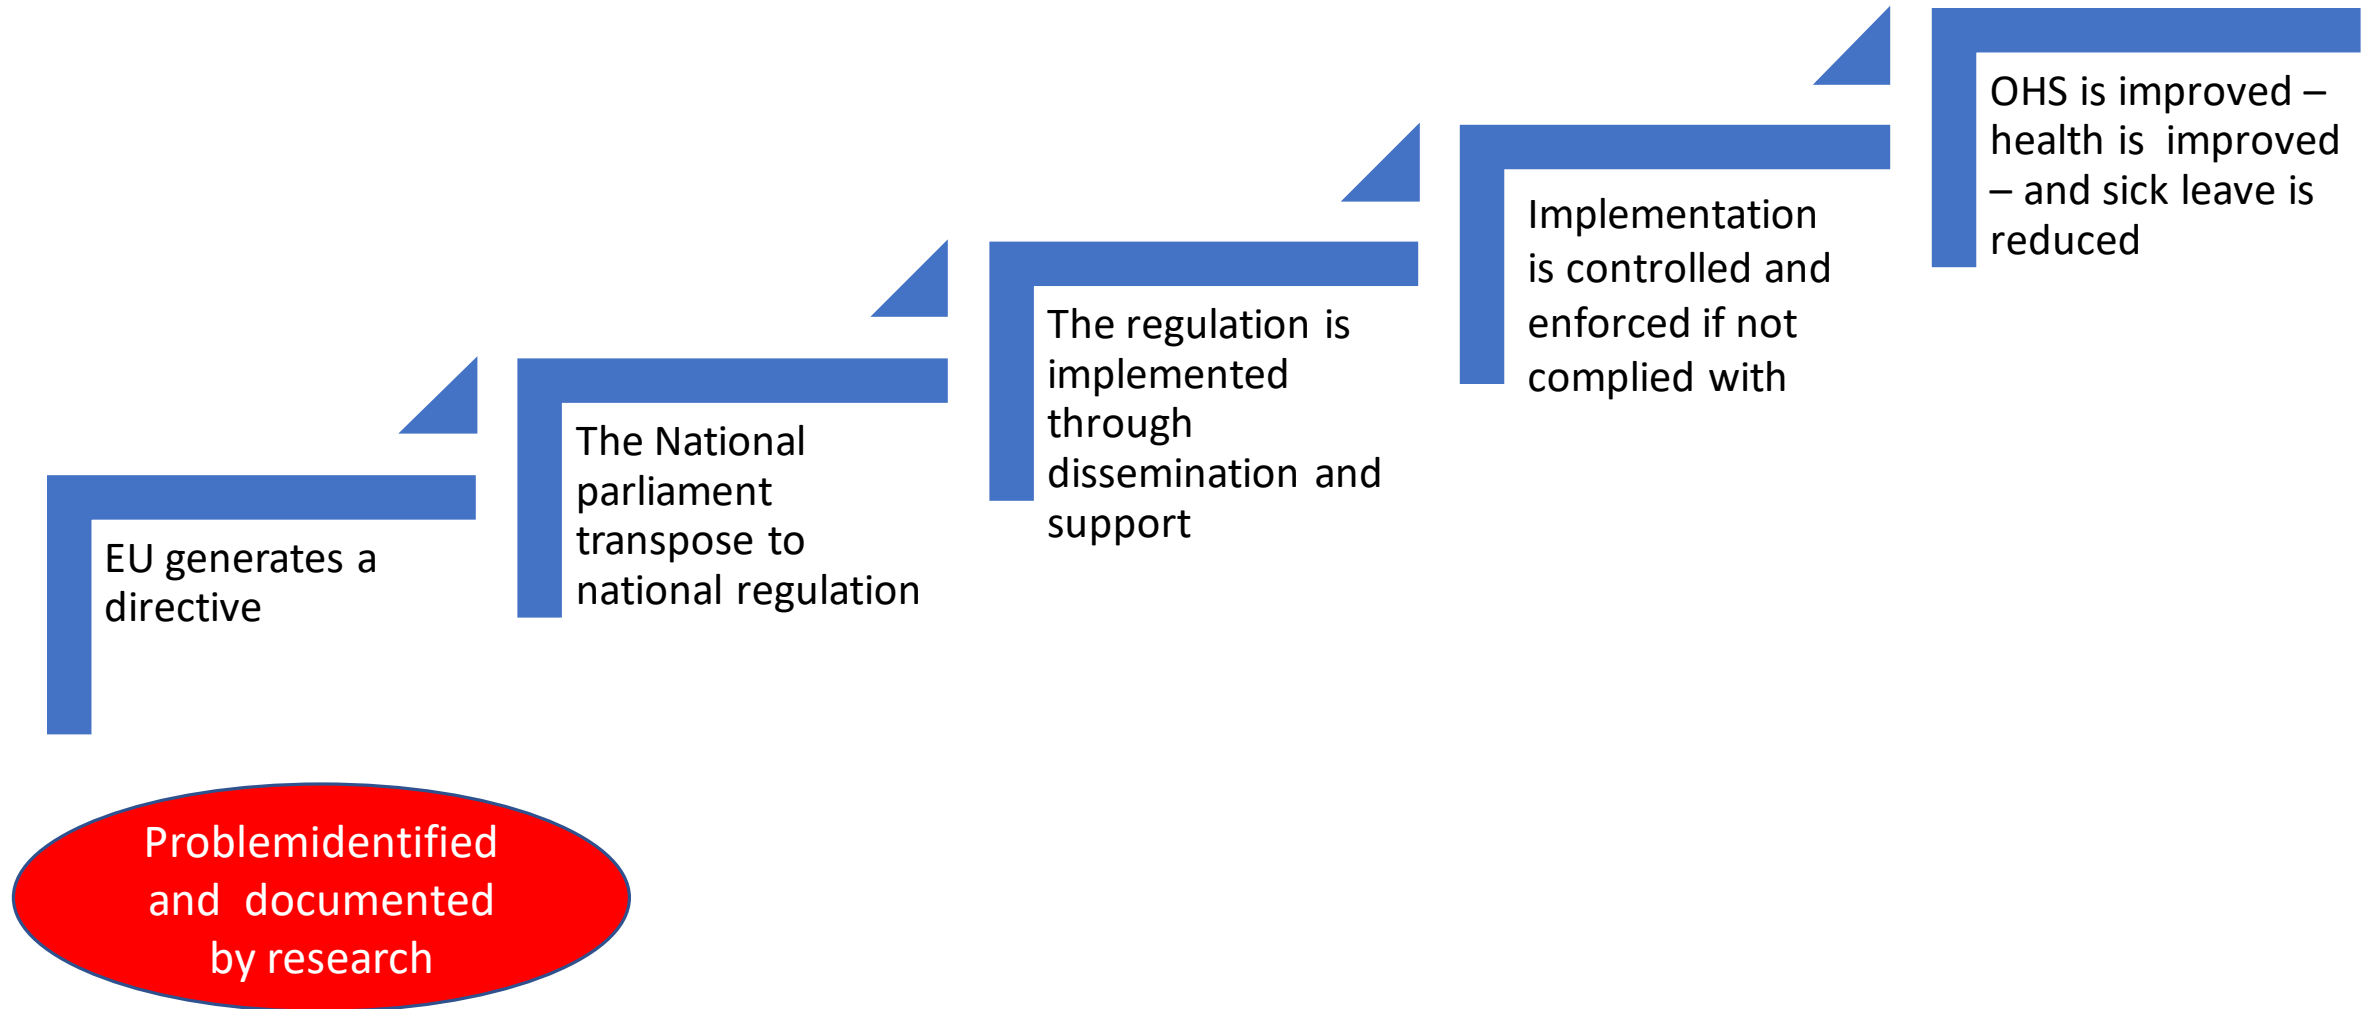 EU generates a
directive
The National
parliament
transpose to
national regulation
The regulation is
implemented
through
dissemination and
support
Implementation
is controlled and
enforced if not
complied with
OHS is improved –
health is improved
– and sick leave is
reduced
Problemidentified
and documented
by research